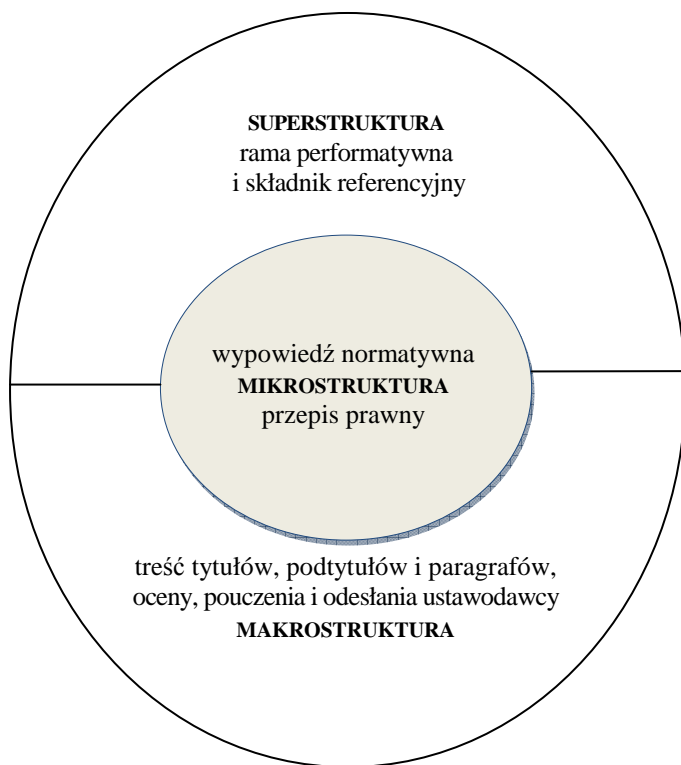 SUPERSTRUKTURA
rama performatywna
i składnik referencyjny
wypowiedź normatywna
MIKROSTRUKTURA
przepis prawny
treść tytułów, podtytułów i paragrafów,
oceny, pouczenia i odesłania ustawodawcy
MAKROSTRUKTURA